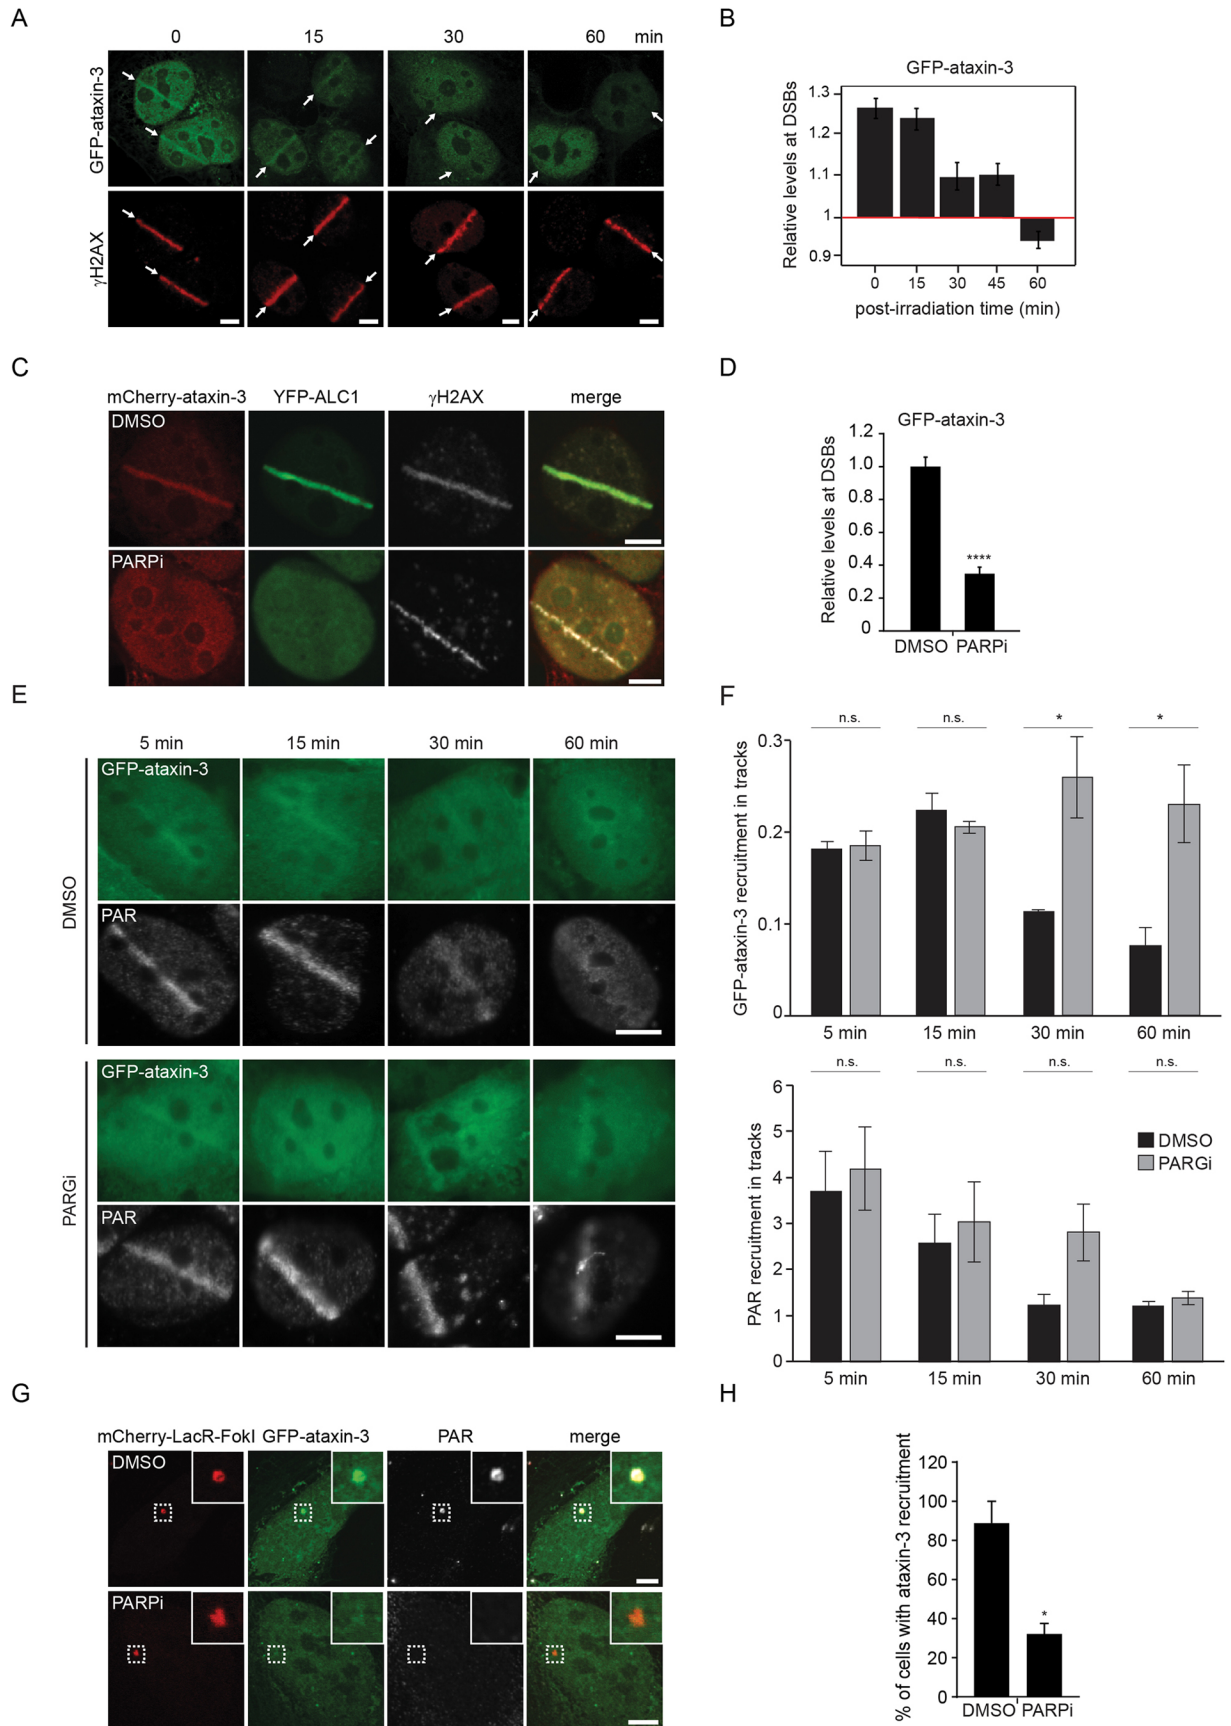 A
0 15 30 60 min
GFP-ataxin-3
γH2AX
B
GFP-ataxin-3
Relative levels at DSBs
1.3
1.2
1.1
1
0.9
0 15 30 45 60
post-irradiation time (min)
C
mCherry-ataxin-3 YFP-ALC1 γH2AX merge
DMSO
PARPi
D
GFP-ataxin-3
Relative levels at DSBs
1.2
1.0
0.8
0.6
0.4
0.2
0
****
DMSO PARPi
E
5 min 15 min 30 min 60 min
DMSO
GFP-ataxin-3
PAR
PARGi
GFP-ataxin-3
PAR
F
n.s. n.s. * *
GFP-ataxin-3 recruitment in tracks
0.3
0.2
0.1
0
5 min 15 min 30 min 60 min
n.s. n.s. n.s. n.s.
PAR recruitment in tracks
6
5
4
3
2
1
0
DMSO
PARGi
5 min 15 min 30 min 60 min
G
mCherry-LacR-FokI GFP-ataxin-3 PAR merge
DMSO
PARPi
H
% of cells with ataxin-3 recruitment
120
100
80
60
40
20
0
*
DMSO PARPi